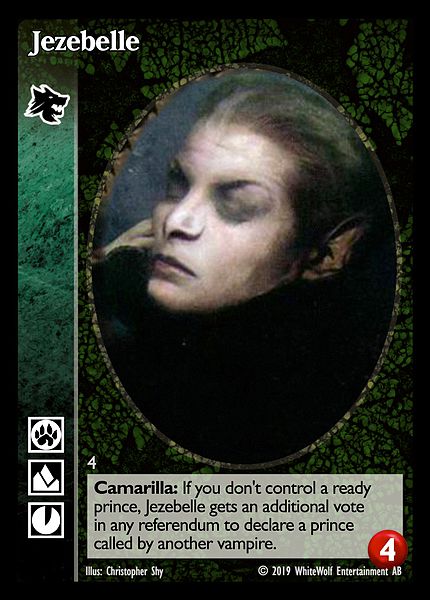 Jezebelle
4
Camarilla: If you don't control a ready
prince, Jezebelle gets an additional vote
in any referendum to declare a prince
called by another vampire.
4
Illus: Christopher Shy © 2019 WhiteWolf Entertainment AB